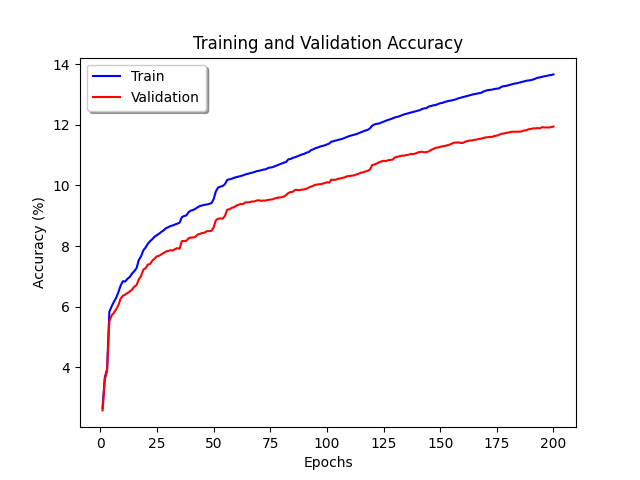 Training and Validation Accuracy
Train
Validation
14
12
10
8
6
4
Accuracy (%)
0 25 50 75 100 125 150 175 200
Epochs